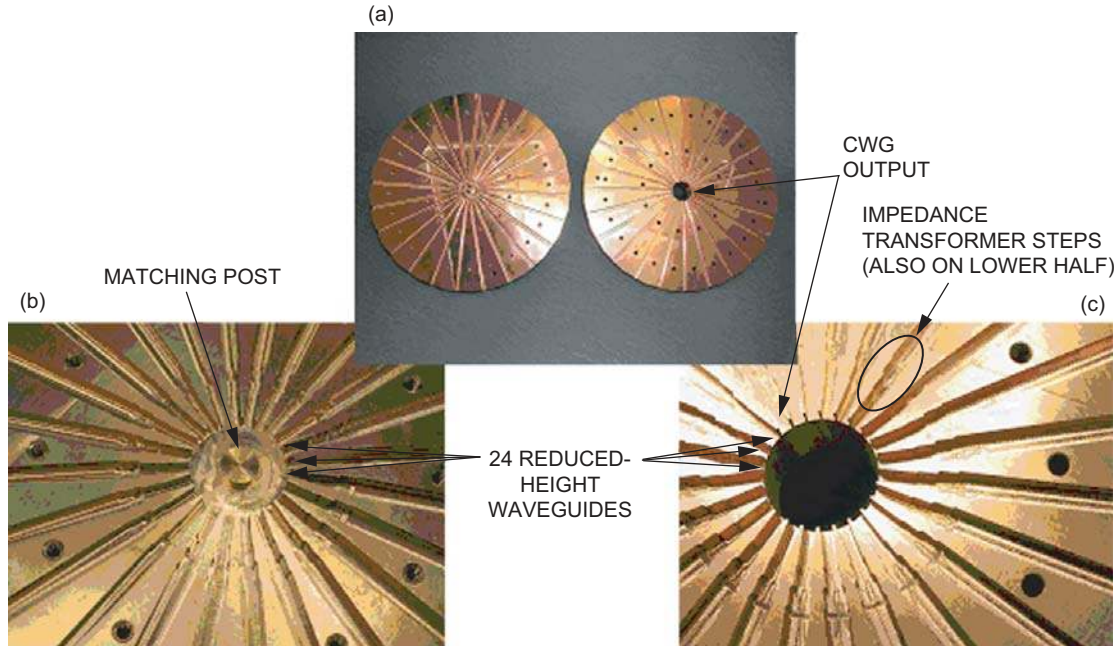 (a)
CWG
OUTPUT
IMPEDANCE
TRANSFORMER STEPS
(ALSO ON LOWER HALF)
MATCHING POST
(b)
(c)
24 REDUCED-
HEIGHT
WAVEGUIDES